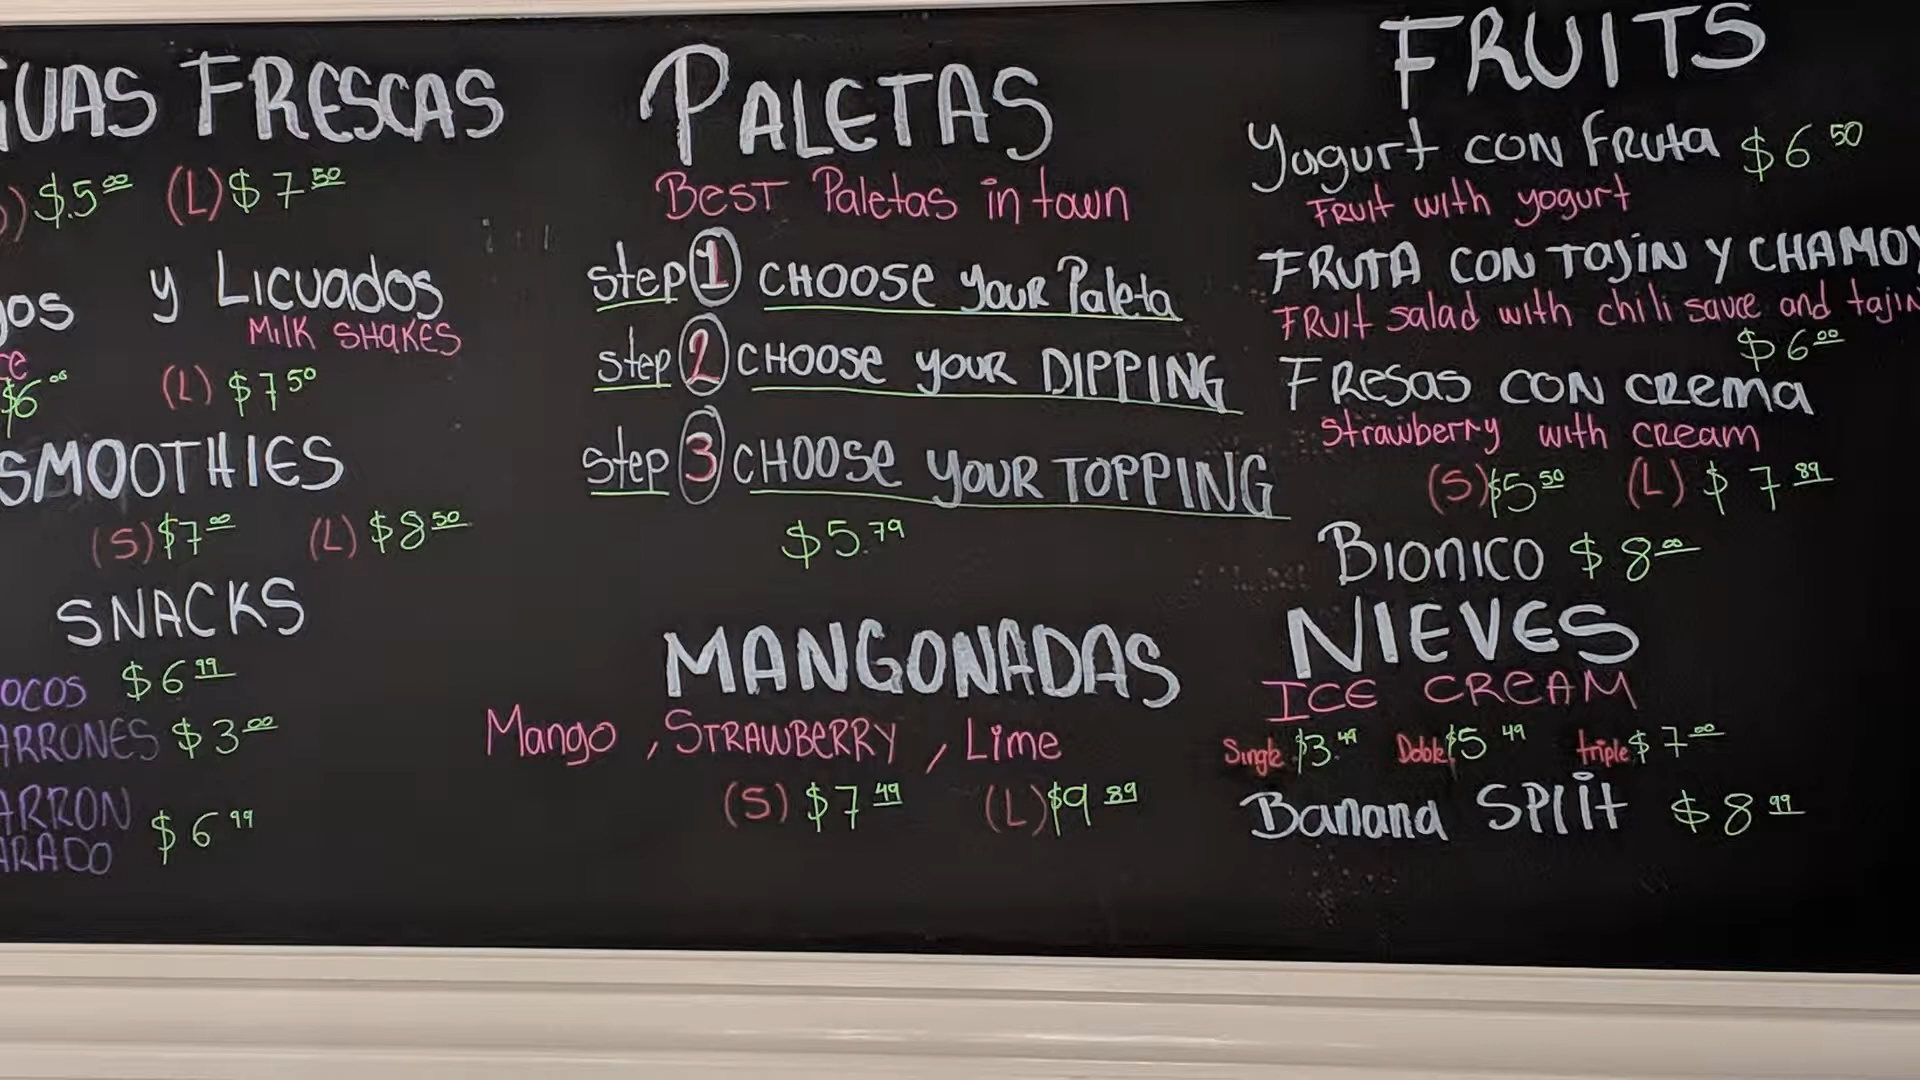 FRESCAS
$5.00 (L) $7.50
y Licuados
Milk SHAKES
$6.00 (L) $7.50
SMOOTHIES
(S) $7.00 (L) $8.50
SNACKS
$6.99
$3.00
$6.99
PALETAS
BEST Paletas in town
Step 1 CHOOSE your Paleta
Step 2 CHOOSE your DIPPING
Step 3 CHOOSE your TOPPING
$5.79
MANGONADAS
Mango, STRAWBERRY, Lime
(S) $7.49 (L) $9.89
FRUITS
Yogurt con Fruta $6.50
Fruit with yogurt
FRUTA CON TAJIN Y CHAMOY
FRUIT salad with chili sauce and tajin
$6.00
Fresas con crema
Strawberry with cream
(S) $5.50 (L) $7.89
Bionico $8.00
NIEVES
ICE CREAM
Single $3.49 Doble $5.49 triple $7.00
Banana Split $8.99